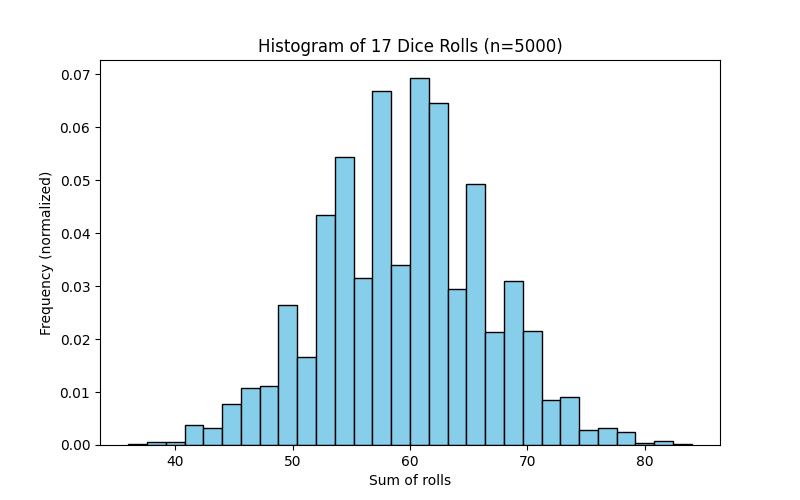 Histogram of 17 Dice Rolls (n=5000)
Frequency (normalized)
0.07
0.06
0.05
0.04
0.03
0.02
0.01
0.00
40 50 60 70 80
Sum of rolls